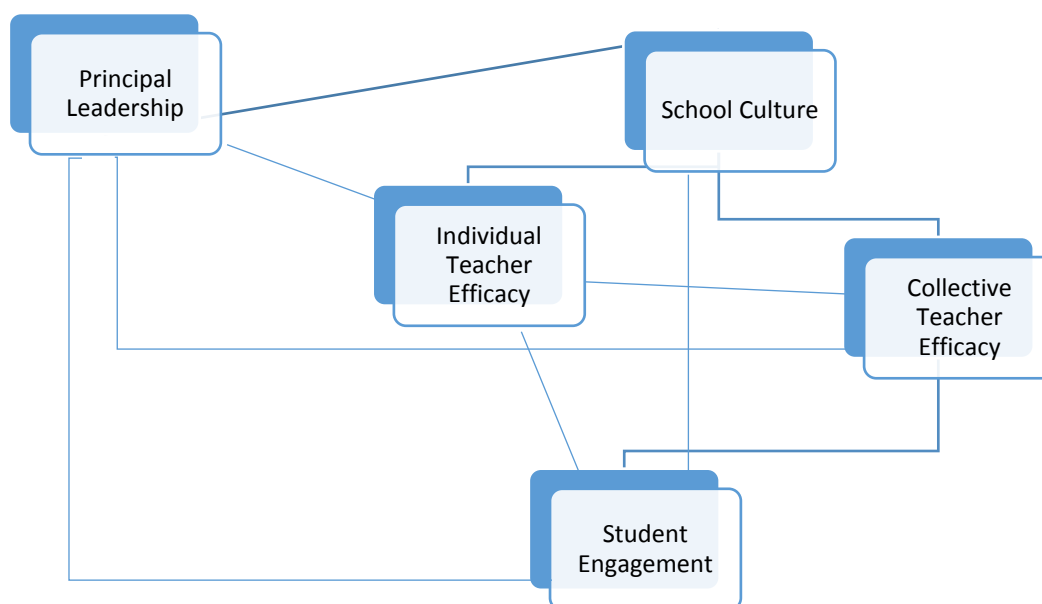 Principal
Leadership
School Culture
Individual
Teacher
Efficacy
Collective
Teacher
Efficacy
Student
Engagement